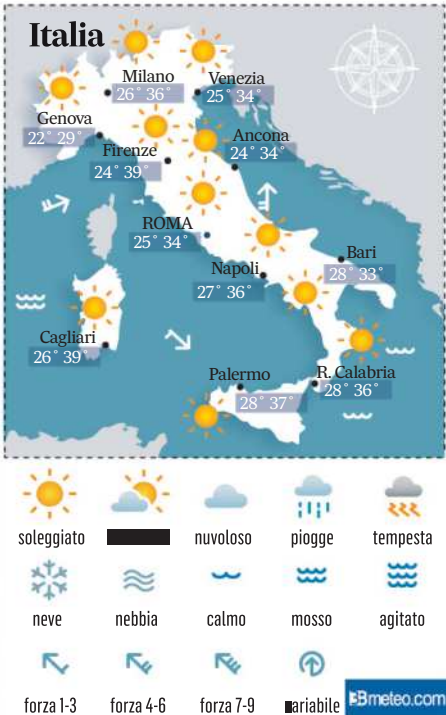 Italia
Milano
26° 36°
Venezia
25° 34°
Genova
22° 29°
Firenze
24° 39°
Ancona
24° 34°
ROMA
25° 34°
Napoli
27° 36°
Bari
28° 33°
Cagliari
26° 39°
Palermo
28° 37°
R. Calabria
28° 36°
soleggiato nuvoloso piogge tempesta
neve nebbia calmo mosso agitato
forza 1-3 forza 4-6 forza 7-9 ariabile
3Bmeteo.com